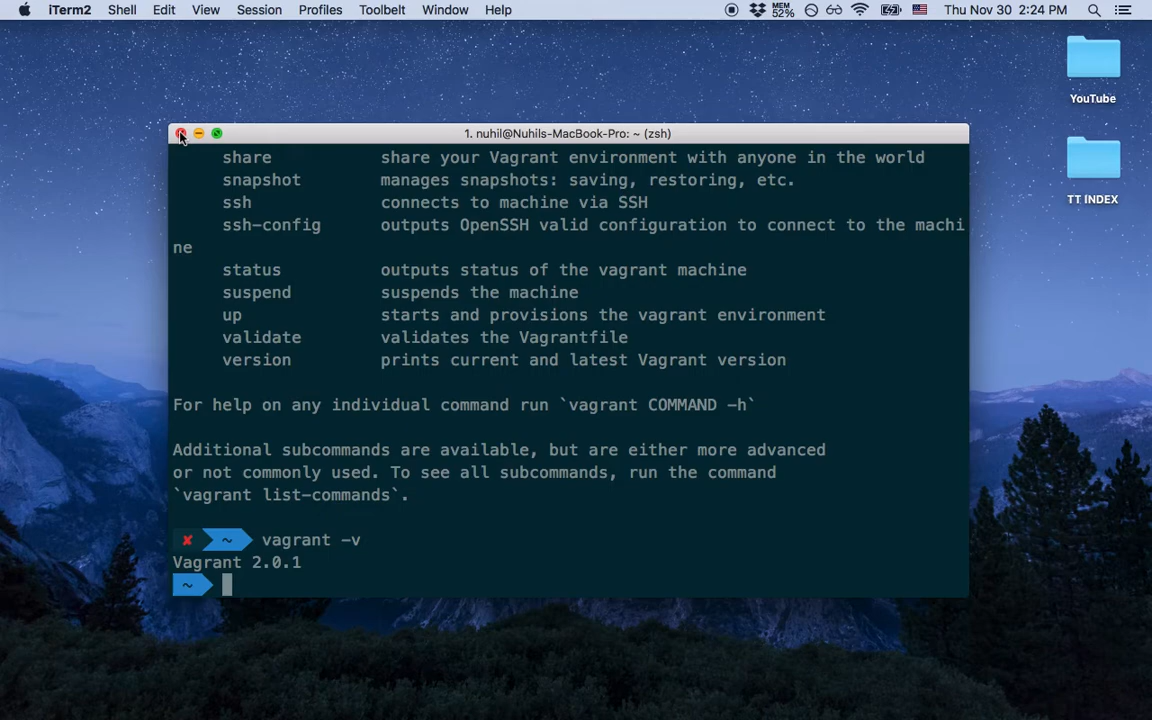 iTerm2 Shell Edit View Session Profiles Toolbelt Window Help MEM 52% Thu Nov 30 2:24 PM
YouTube
TT INDEX
1. nuhil@Nuhils-MacBook-Pro: ~ (zsh)
share share your Vagrant environment with anyone in the world
snapshot manages snapshots: saving, restoring, etc.
ssh connects to machine via SSH
ssh-config outputs OpenSSH valid configuration to connect to the machi
ne
status outputs status of the vagrant machine
suspend suspends the machine
up starts and provisions the vagrant environment
validate validates the Vagrantfile
version prints current and latest Vagrant version
For help on any individual command run `vagrant COMMAND -h`
Additional subcommands are available, but are either more advanced
or not commonly used. To see all subcommands, run the command
`vagrant list-commands`.
✘ ~ vagrant -v
Vagrant 2.0.1
~